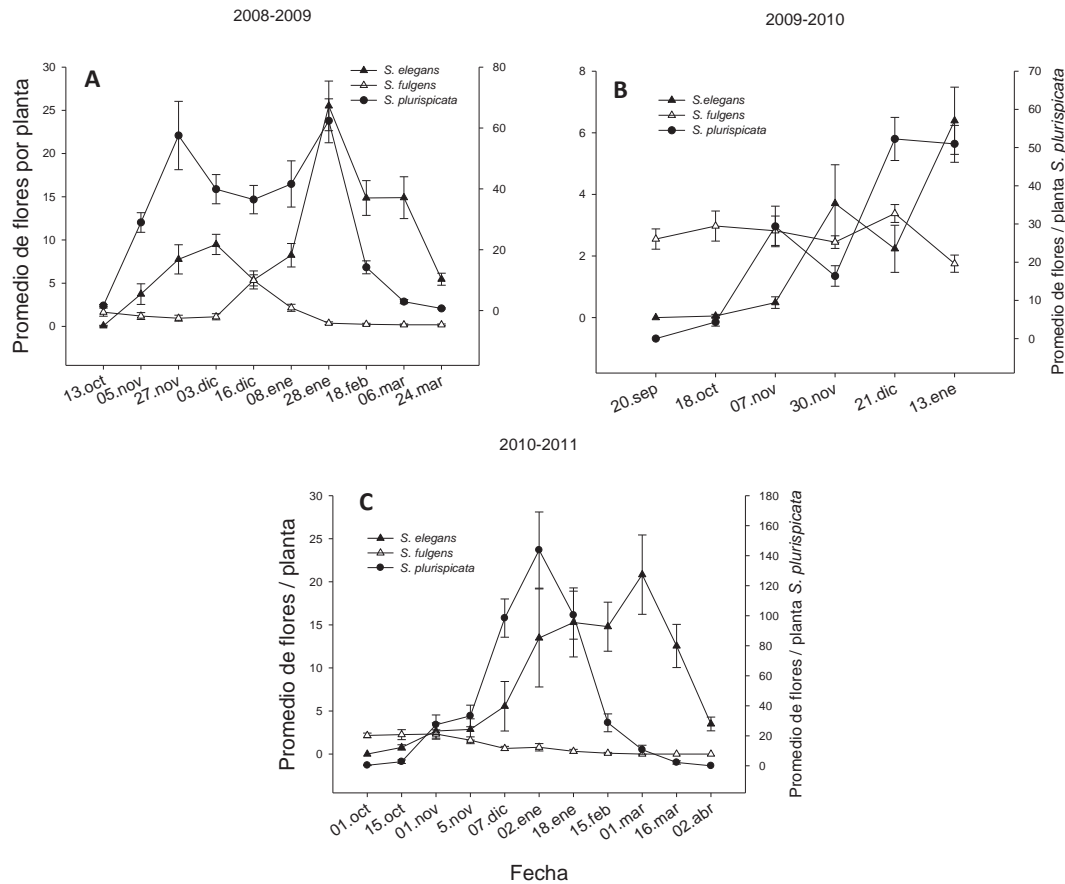 2008-2009
2009-2010
A
S. elegans
S. fulgens
S. plurispicata
Promedio de flores por planta
30
25
20
15
10
5
0
80
60
40
20
0
13.oct
05.nov
27.nov
03.dic
16.dic
08.ene
28.ene
18.feb
06.mar
24.mar
B
S.elegans
S. fulgens
S. plurispicata
8
6
4
2
0
70
60
50
40
30
20
10
0
Promedio de flores / planta S. plurispicata
20.sep
18.oct
07.nov
30.nov
21.dic
13.ene
2010-2011
C
S. elegans
S. fulgens
S. plurispicata
Promedio de flores / planta
30
25
20
15
10
5
0
180
160
140
120
100
80
60
40
20
0
Promedio de flores / planta S. plurispicata
01.oct
15.oct
01.nov
5.nov
07.dic
02.ene
18.ene
15.feb
01.mar
16.mar
02.abr
Fecha